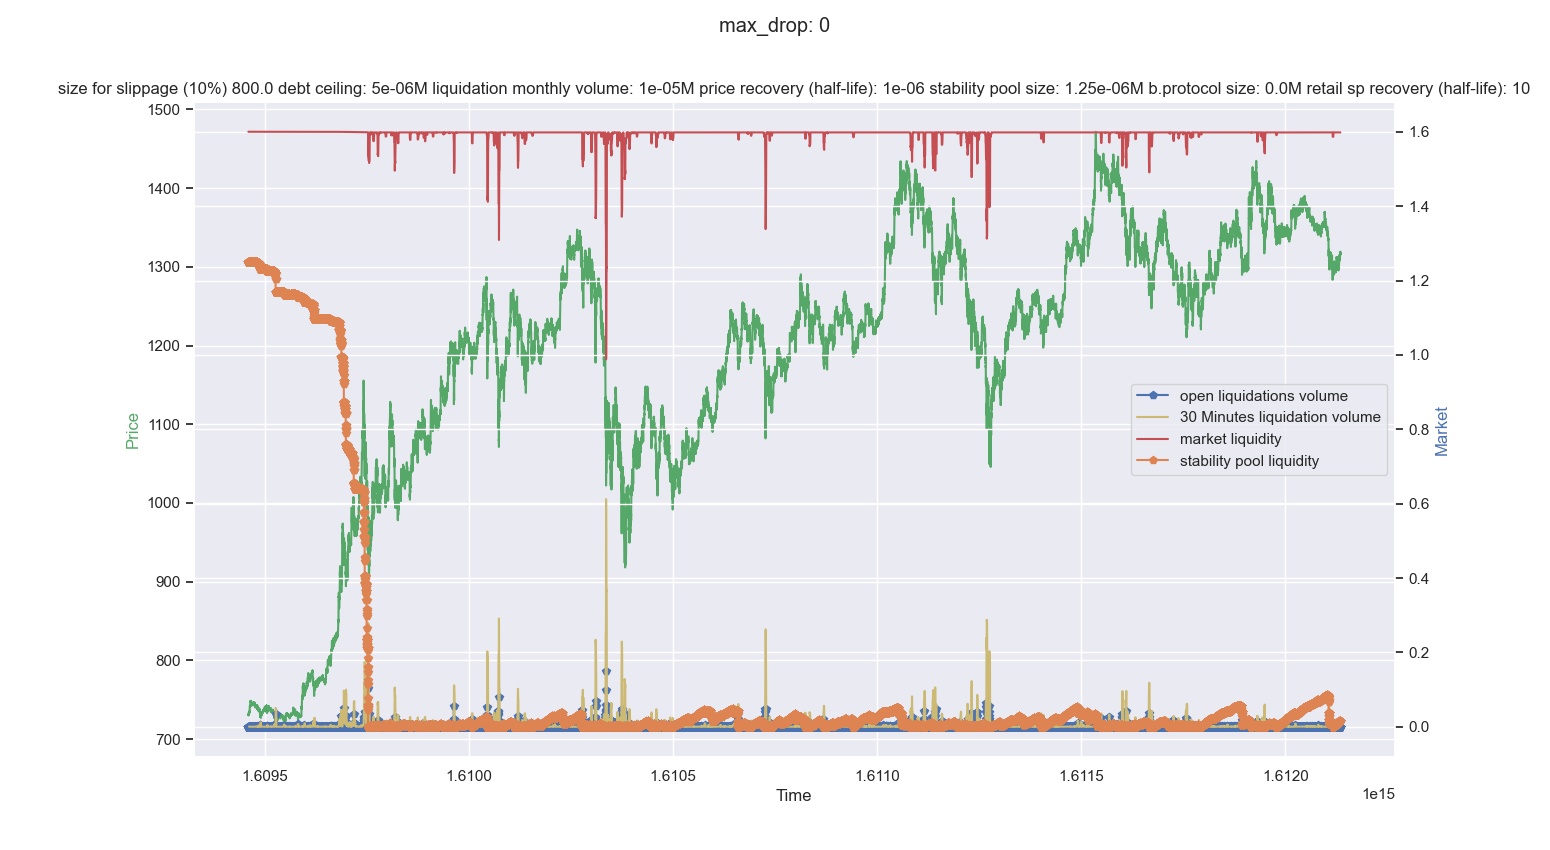 max_drop: 0
size for slippage (10%) 800.0 debt ceiling: 5e-06M liquidation monthly volume: 1e-05M price recovery (half-life): 1e-06 stability pool size: 1.25e-06M b.protocol size: 0.0M retail sp recovery (half-life): 10
1500
1400
1300
1200
1100
1000
900
800
700
Price
1.6
1.4
1.2
1.0
0.8
0.6
0.4
0.2
0.0
Market
open liquidations volume
30 Minutes liquidation volume
market liquidity
stability pool liquidity
1.6095
1.6100
1.6105
1.6110
1.6115
1.6120
1e15
Time